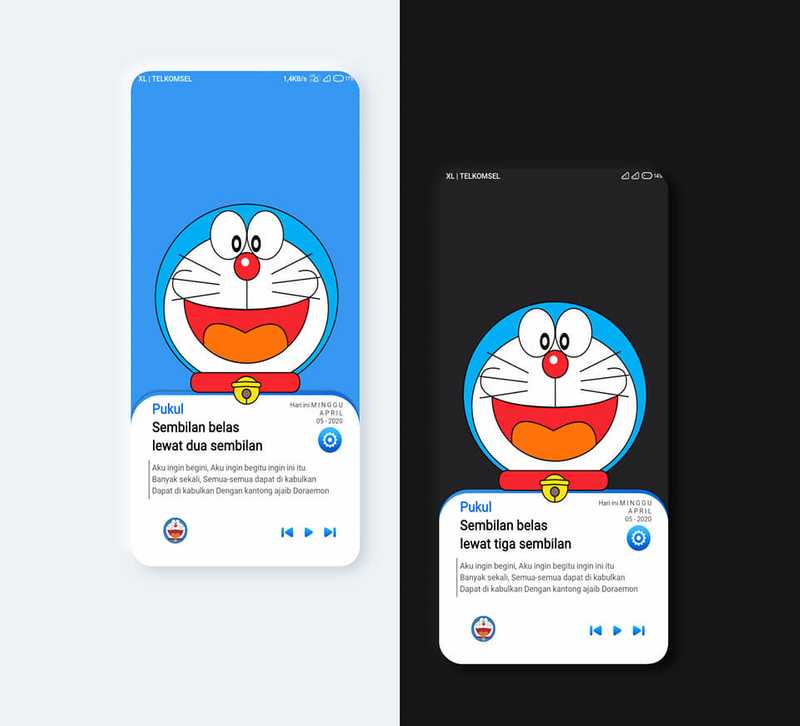 XL | TELKOMSEL 1,4KB/s
Pukul
Sembilan belas
lewat dua sembilan
Hari ini MINGGU
APRIL
05 - 2020
Aku ingin begini, Aku ingin begitu ingin ini itu
Banyak sekali, Semua-semua dapat di kabulkan
Dapat di kabulkan Dengan kantong ajaib Doraemon
XL | TELKOMSEL
Pukul
Sembilan belas
lewat tiga sembilan
Hari ini MINGGU
APRIL
05 - 2020
Aku ingin begini, Aku ingin begitu ingin ini itu
Banyak sekali, Semua-semua dapat di kabulkan
Dapat di kabulkan Dengan kantong ajaib Doraemon